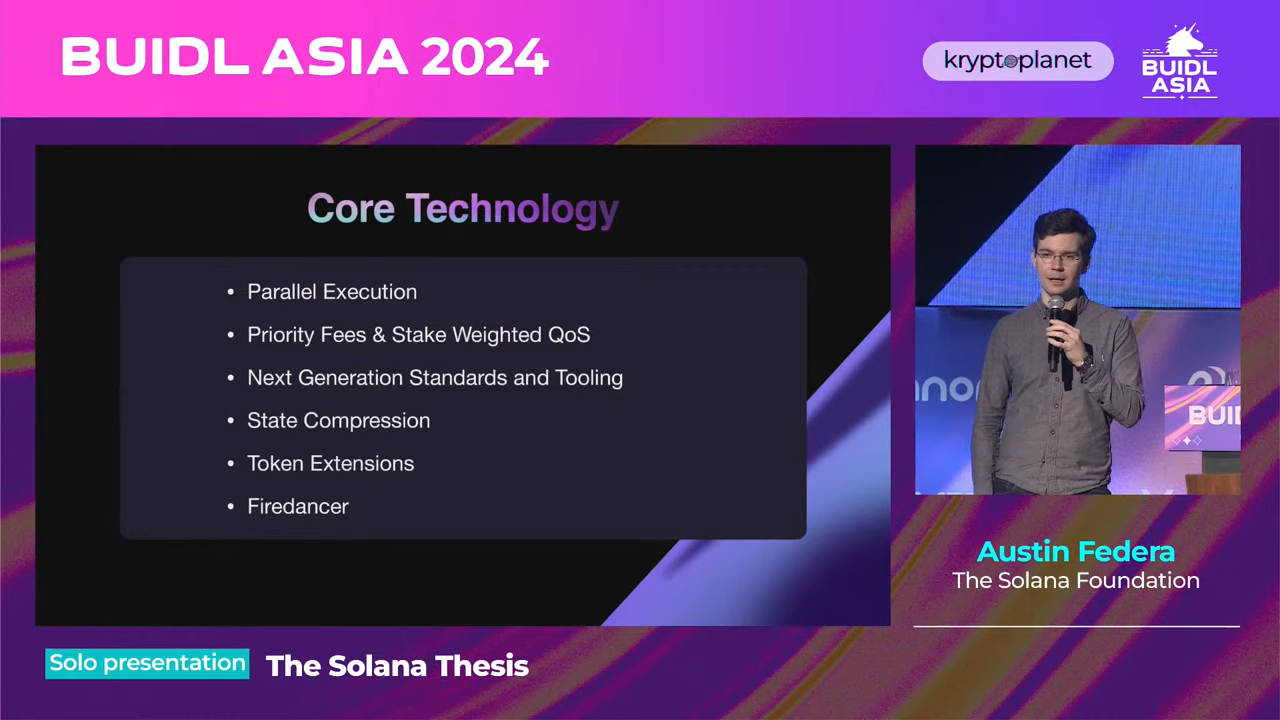 BUIDL ASIA 2024
kryptoplanet
BUIDL
ASIA
Core Technology
• Parallel Execution
• Priority Fees & Stake Weighted QoS
• Next Generation Standards and Tooling
• State Compression
• Token Extensions
• Firedancer
BUI
Austin Federa
The Solana Foundation
Solo presentation
The Solana Thesis